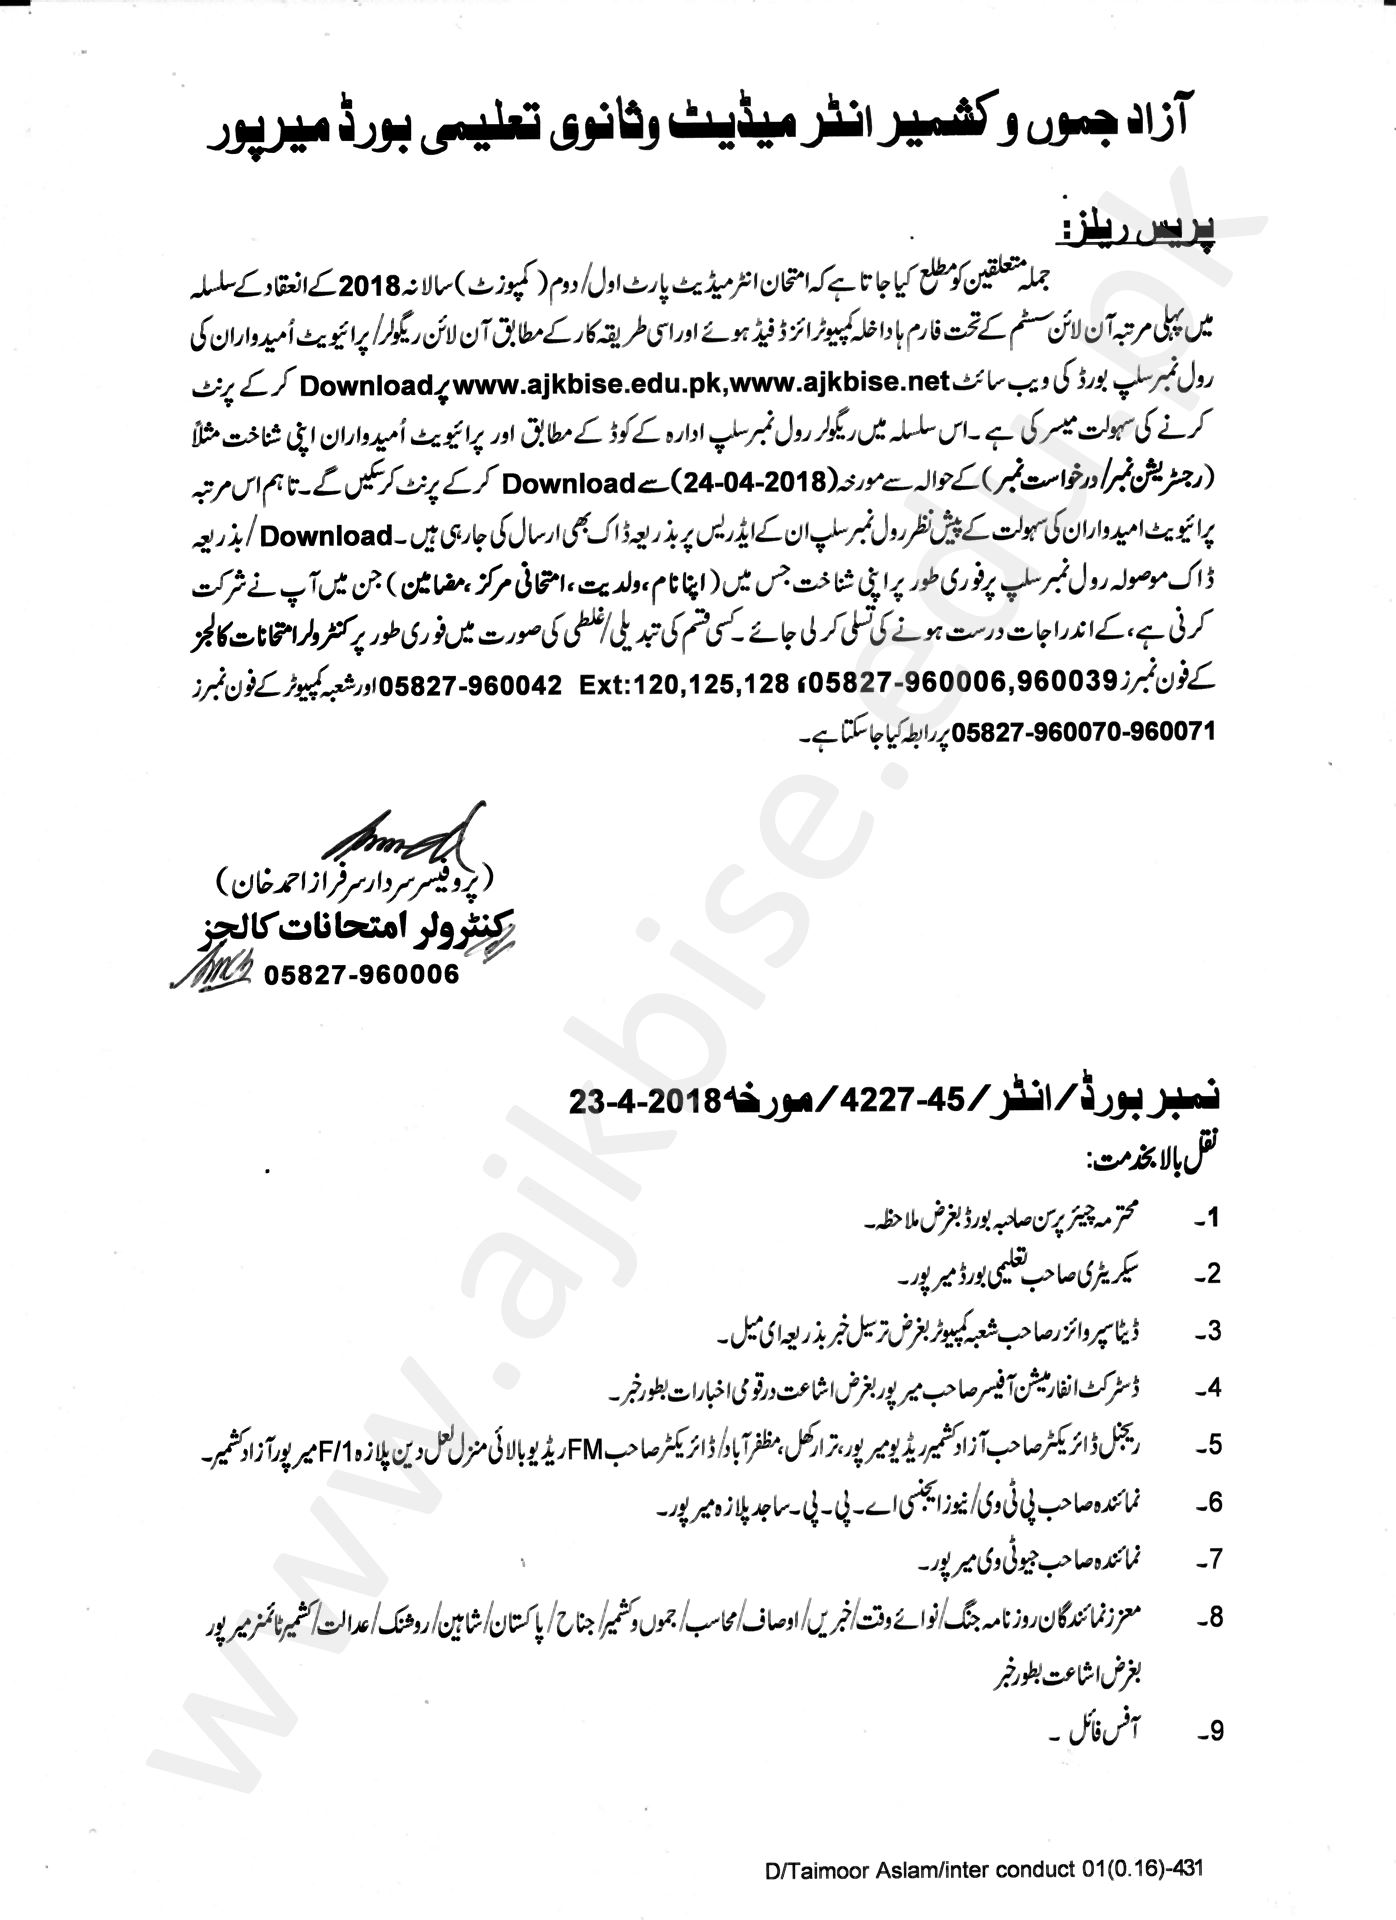 آزاد جموں و کشمیر انٹر میڈیٹ و ثانوی تعلیمی بورڈ میرپور
پریس ریلز:
جملہ متعلقین کو مطلع کیا جاتا ہے کہ امتحان انٹرمیڈیٹ پارٹ اول/دوم (کمپوزٹ) سالانہ 2018 کے انعقاد کے سلسلہ
میں پہلی مرتبہ آن لائن سسٹم کے تحت فارم ہا داخلہ کمپیوٹرائزڈ فیڈ ہوئے اور اسی طریقہ کار کے مطابق آن لائن ریگولر/پرائیویٹ اُمیدواران کی
رول نمبر سلپ بورڈ کی ویب سائٹ www.ajkbise.edu.pk,www.ajkbise.net پر Download کر کے پرنٹ
کرنے کی سہولت میسر کی ہے۔اس سلسلہ میں ریگولر رول نمبر سلپ ادارہ کے کوڈ کے مطابق اور پرائیویٹ اُمیدواران اپنی شناخت مثلاً
(رجسٹریشن نمبر/درخواست نمبر) کے حوالہ سے مورخہ (24-04-2018) سے Download کر کے پرنٹ کر سکیں گے۔تاہم اس مرتبہ
پرائیویٹ امیدواران کی سہولت کے پیش نظر رول نمبر سلپ ان کے ایڈریس پر بذریعہ ڈاک بھی ارسال کی جا رہی ہیں۔Download /بذریعہ
ڈاک موصولہ رول نمبر سلپ پر فوری طور پر اپنی شناخت جس میں (اپنا نام،ولدیت،امتحانی مرکز،مضامین) جن میں آپ نے شرکت
کرنی ہے،کے اندراجات درست ہونے کی تسلی کر لی جائے۔کسی قسم کی تبدیلی/غلطی کی صورت میں فوری طور پر کنٹرولر امتحانات کالجز
کے فون نمبرز 05827-960006,960039، 05827-960042 Ext:120,125,128 اور شعبہ کمپیوٹر کے فون نمبرز
05827-960070-960071 پر رابطہ کیا جا سکتا ہے۔
(پروفیسر سردار سرفراز احمد خان)
کنٹرولر امتحانات کالجز
05827-960006
نمبر بورڈ/انٹر/4227-45/مورخہ 23-4-2018
نقل بالا بخدمت:
1۔ محترمہ چیئر پرسن صاحبہ بورڈ بغرض ملاحظہ۔
2۔ سیکریٹری صاحب تعلیمی بورڈ میرپور۔
3۔ ڈیٹا سپروائزر صاحب شعبہ کمپیوٹر بغرض ترسیل خبر بذریعہ ای میل۔
4۔ ڈسٹرکٹ انفارمیشن آفیسر صاحب میرپور بغرض اشاعت در قومی اخبارات بطور خبر۔
5۔ ریجنل ڈائریکٹر صاحب آزاد کشمیر ریڈیو میرپور،تراڑکھل،مظفرآباد/ڈائریکٹر صاحب FM ریڈیو بالائی منزل لعل دین پلازہ F/1 میرپور آزاد کشمیر۔
6۔ نمائندہ صاحب پی ٹی وی/نیوز ایجنسی اے۔پی۔پی۔ساجد پلازہ میرپور۔
7۔ نمائندہ صاحب جیو ٹی وی میرپور۔
8۔ معزز نمائندگان روزنامہ جنگ/نوائے وقت/خبریں/اوصاف/محاسب/جموں و کشمیر/جناح/پاکستان/شاہین/روشنک/عدالت/کشمیر ٹائمنر میرپور
بغرض اشاعت بطور خبر
9۔ آفس فائل ۔
D/Taimoor Aslam/inter conduct 01(0.16)-431
www.ajkbise.edu.pk